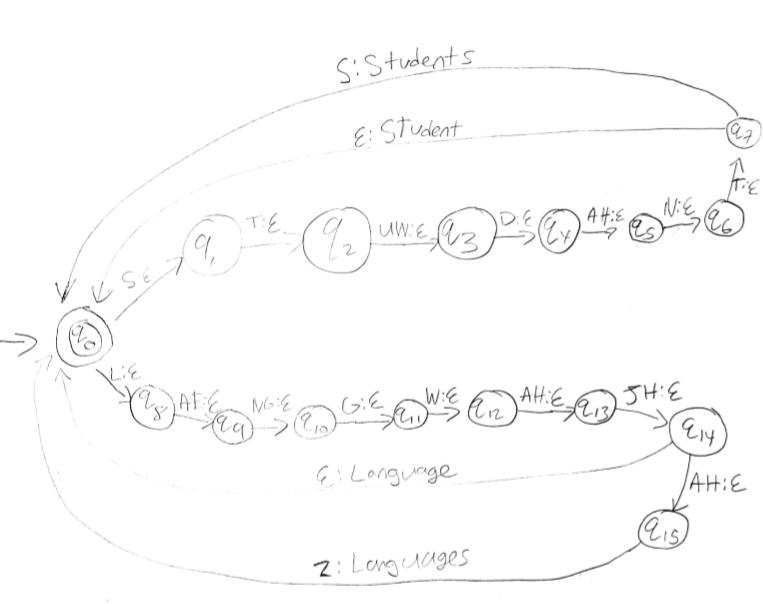 S: Students
ε: Student
q7
T:ε
S:ε q1 T:ε q2 UW:ε q3 D:ε q4 AH:ε q5 N:ε q6
q0
L:ε q8 AE:ε q9 NG:ε q10 G:ε q11 W:ε q12 AH:ε q13 JH:ε q14
ε: Language
AH:ε
q15
Z: Languages